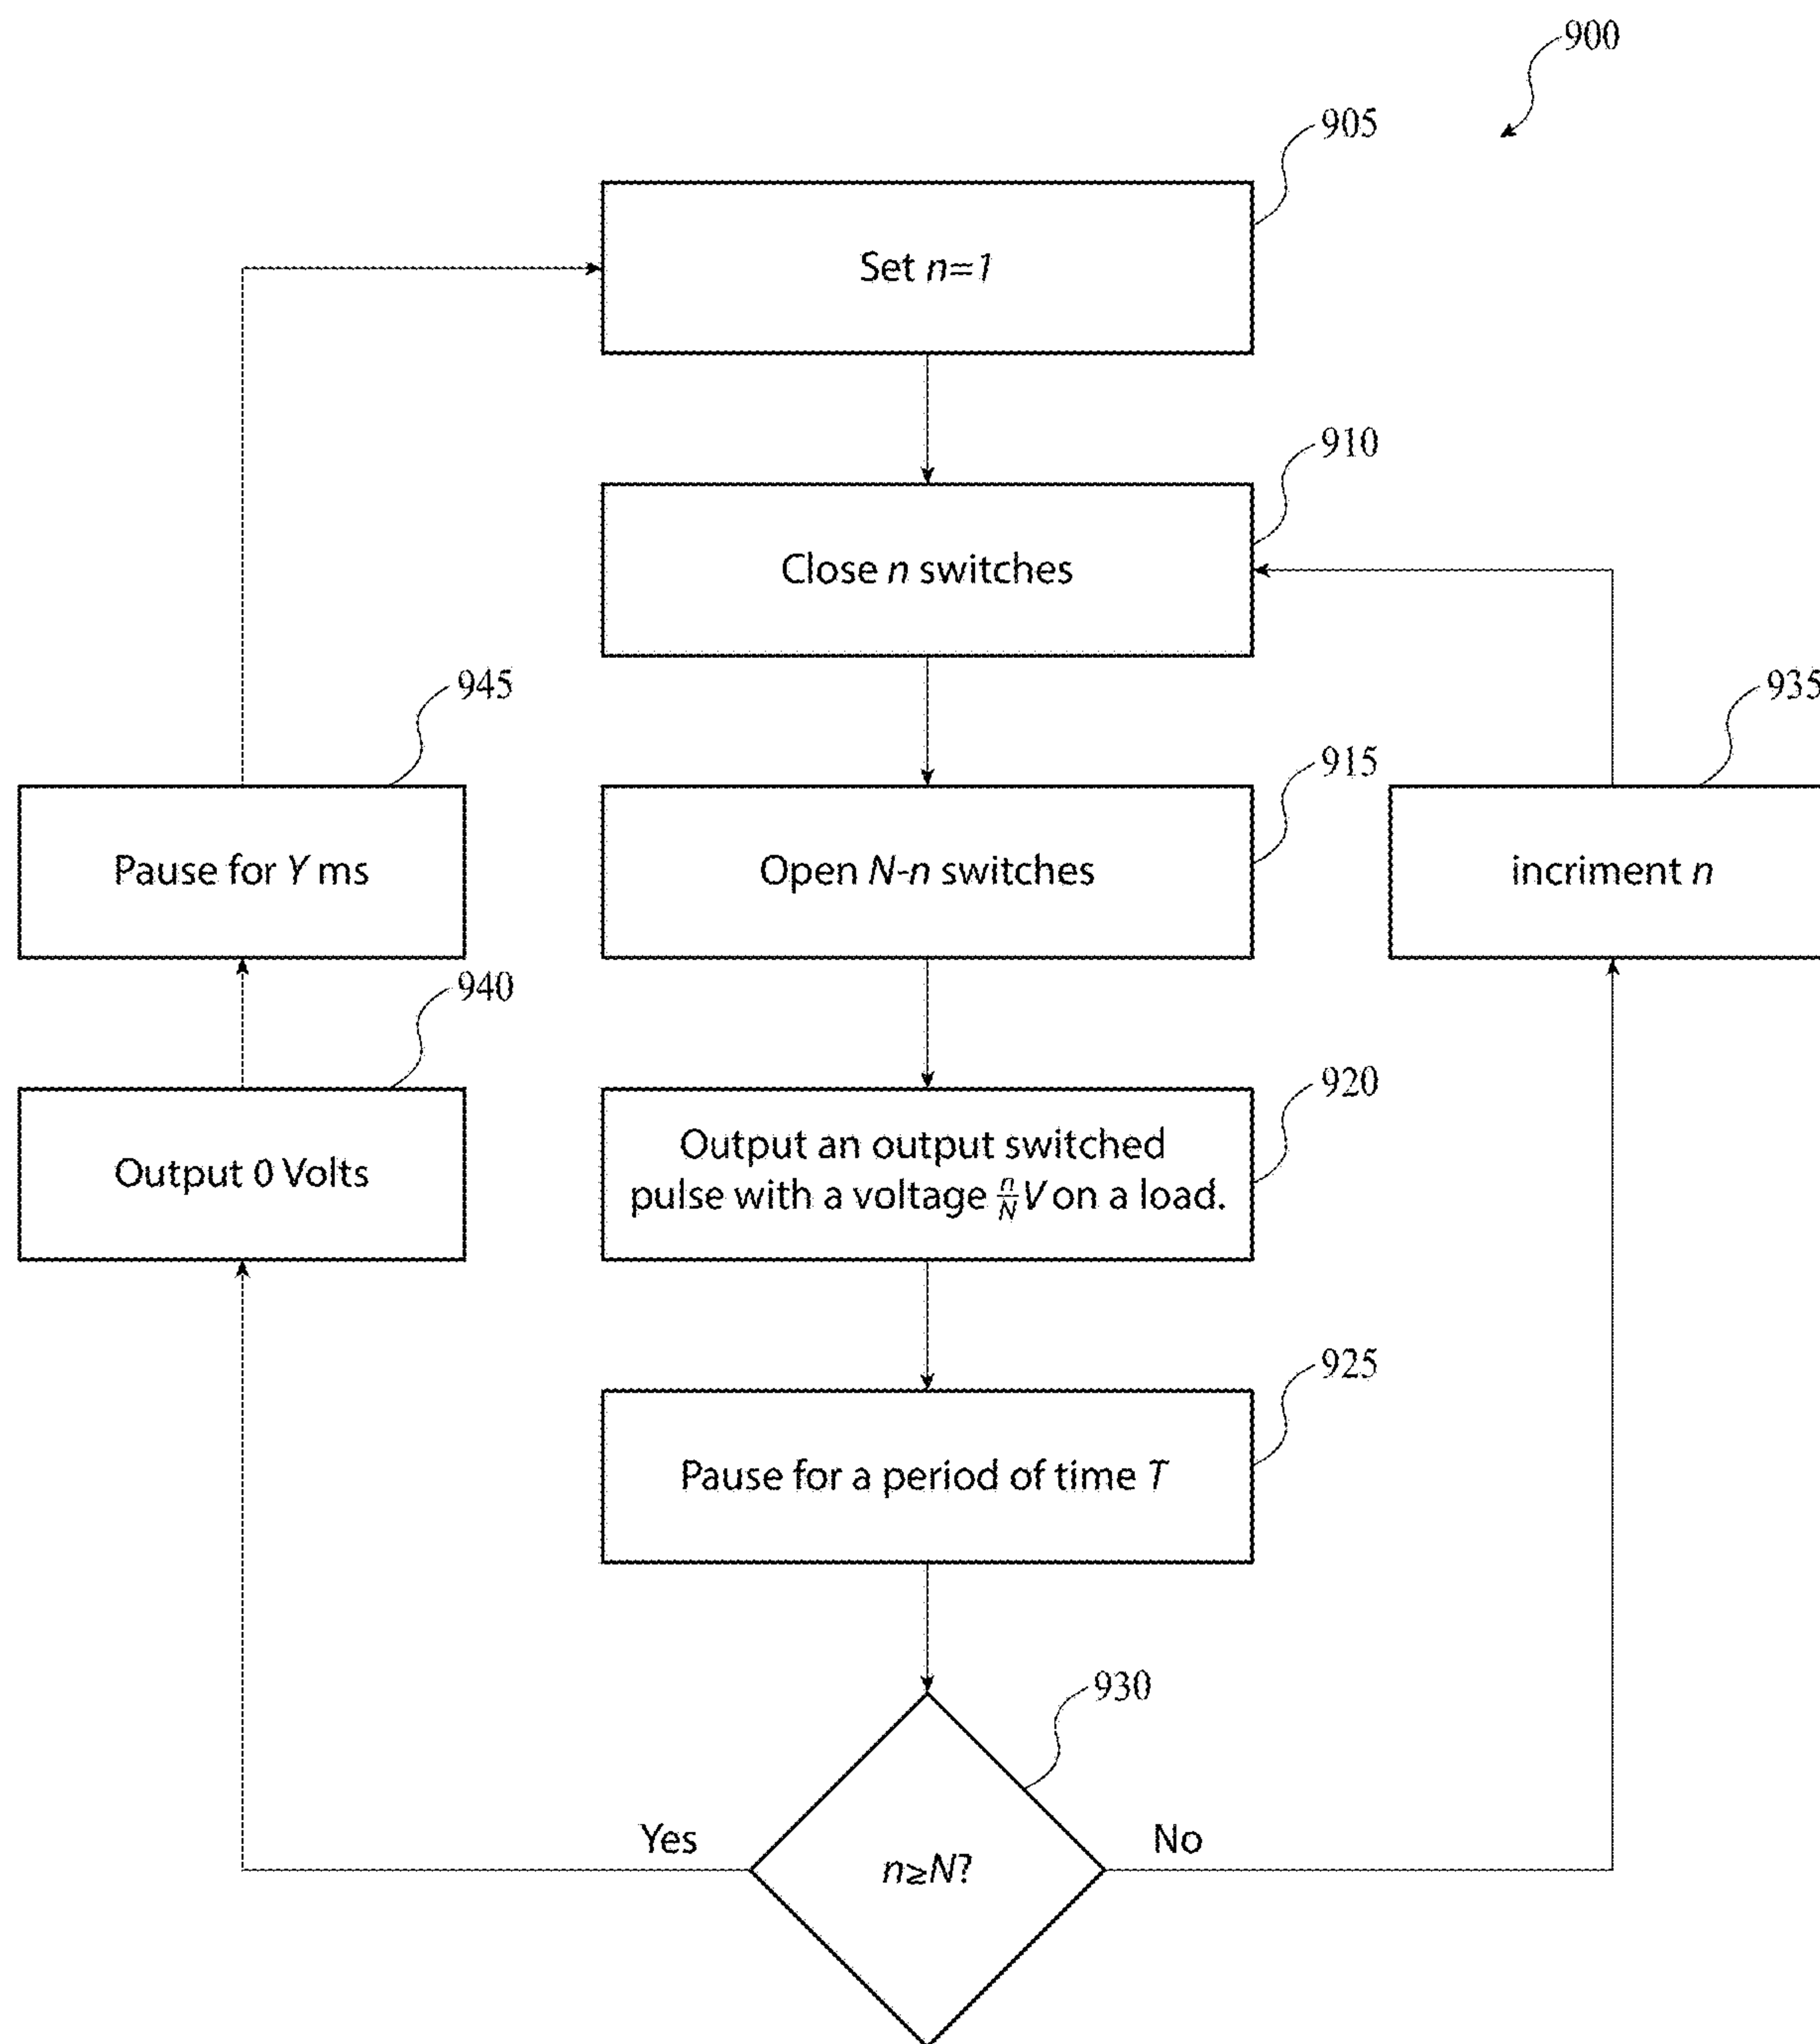 900
905
Set n=1
910
Close n switches
945
935
915
Pause for Y ms
Open N-n switches
incriment n
940
920
Output 0 Volts
Output an output switched
pulse with a voltage n/N V on a load.
925
Pause for a period of time T
930
Yes
No
n≥N?